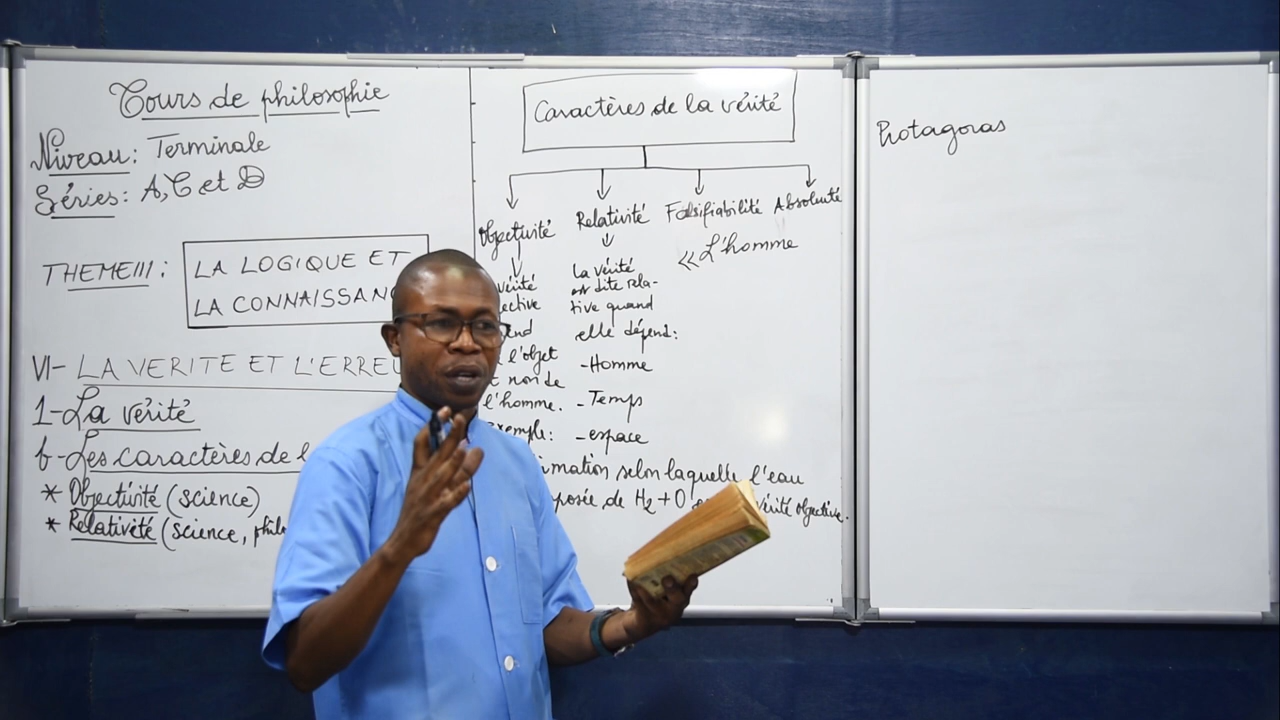 Cours de philosophie
Niveau: Terminale
Séries: A, C et D
THEME III: LA LOGIQUE ET
LA CONNAISSANC
VI- LA VERITE ET L'ERREU
1-La vérité
b-Les caractères de l
* Objectivité (science)
* Relativété (science, philo
Caractères de la vérité
Objectivité Relativité Falsifiabilité Absoluité
vérité
ective
end
l'objet
t non de
l'homme.
xemple:
La vérité
est dite rela-
tive quand
elle dépend:
-Homme
-Temps
-espace
<< L'homme
mation selon laquelle l'eau
posée de H2+O vérité objective.
Protagoras